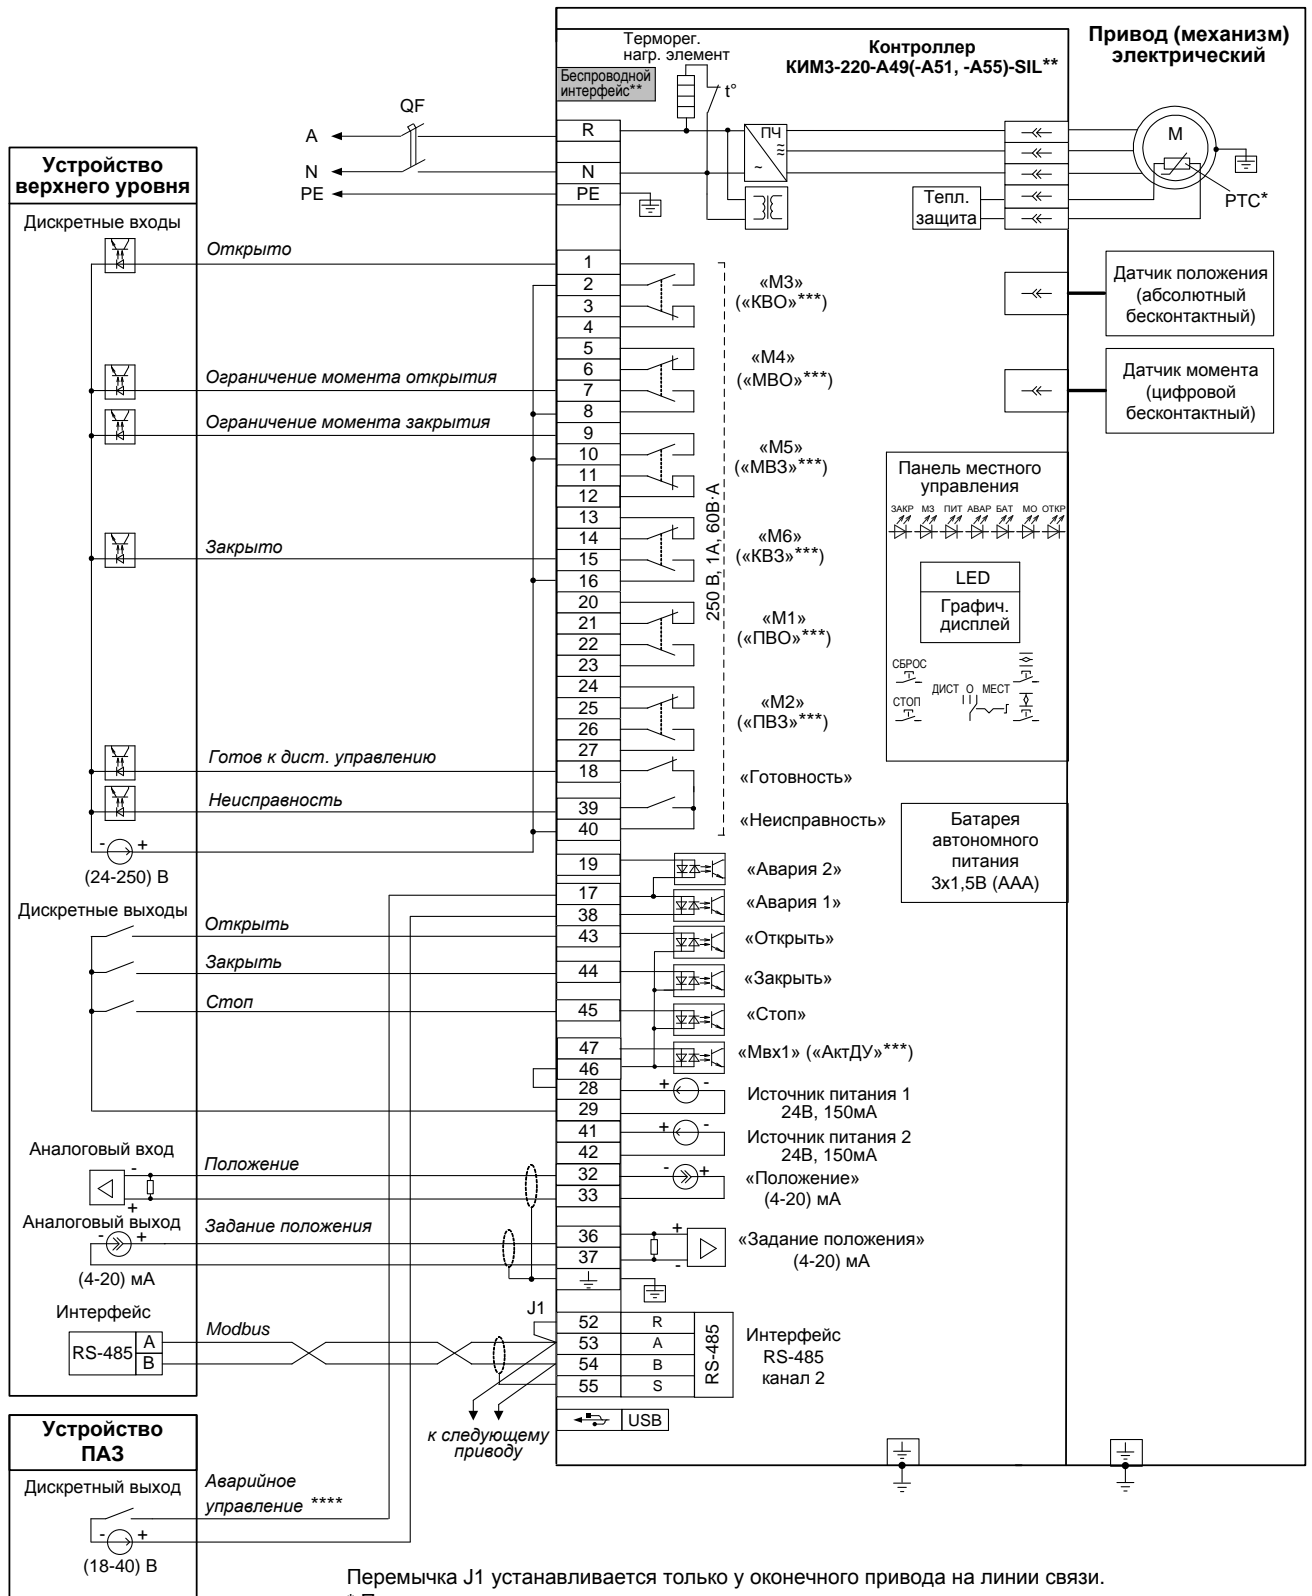 Привод (механизм)
электрический
Терморег.
нагр. элемент
Контроллер
КИМ3-220-А49(-А51, -А55)-SIL**
Беспроводной
интерфейс**
t°
QF
A
N
PE
R
N
PE
ПЧ
M
PTC*
Тепл.
защита
Устройство
верхнего уровня
Дискретные входы
Открыто
Ограничение момента открытия
Ограничение момента закрытия
Закрыто
Готов к дист. управлению
Неисправность
- +
(24-250) В
Дискретные выходы
Открыть
Закрыть
Стоп
Аналоговый вход
Положение
-
+
Аналоговый выход
Задание положения
- +
(4-20) мА
Интерфейс
RS-485
A
B
Modbus
J1
к следующему
приводу
1
2
3
4
5
6
7
8
9
10
11
12
13
14
15
16
20
21
22
23
24
25
26
27
18
39
40
19
17
38
43
44
45
47
46
28
29
41
42
32
33
36
37
52 R
53 A
54 B
55 S
RS-485
USB
«М3»
(«КВО»***)
«М4»
(«МВО»***)
«М5»
(«МВЗ»***)
«М6»
(«КВЗ»***)
«М1»
(«ПВО»***)
«М2»
(«ПВЗ»***)
250 В, 1А, 60В·А
«Готовность»
«Неисправность»
«Авария 2»
«Авария 1»
«Открыть»
«Закрыть»
«Стоп»
«Мвх1» («АктДУ»***)
+ -
Источник питания 1
24В, 150мА
+ -
Источник питания 2
24В, 150мА
- +
«Положение»
(4-20) мА
+
-
«Задание положения»
(4-20) мА
Интерфейс
RS-485
канал 2
Датчик положения
(абсолютный
бесконтактный)
Датчик момента
(цифровой
бесконтактный)
Панель местного
управления
ЗАКР МЗ ПИТ АВАР БАТ МО ОТКР
LED
Графич.
дисплей
СБРОС
СТОП
ДИСТ О МЕСТ
Батарея
автономного
питания
3х1,5В (ААА)
Устройство
ПАЗ
Дискретный выход
Аварийное
управление ****
- +
(18-40) В
Перемычка J1 устанавливается только у оконечного привода на линии связи.